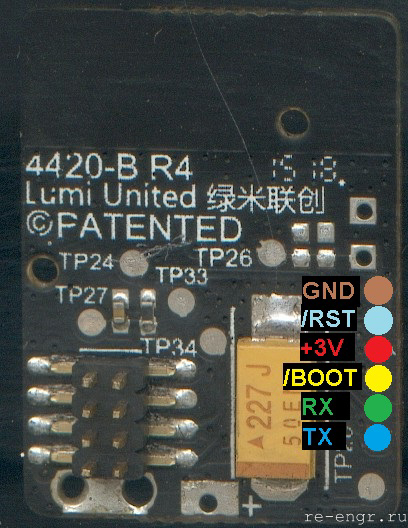 4420-B R4
1518.
Lumi United 绿米联创
©PATENTED
TP24
TP26
TP33
TP27
TP34
GND
/RST
+3V
/BOOT
RX
TX
227 J
+
re-engr.ru